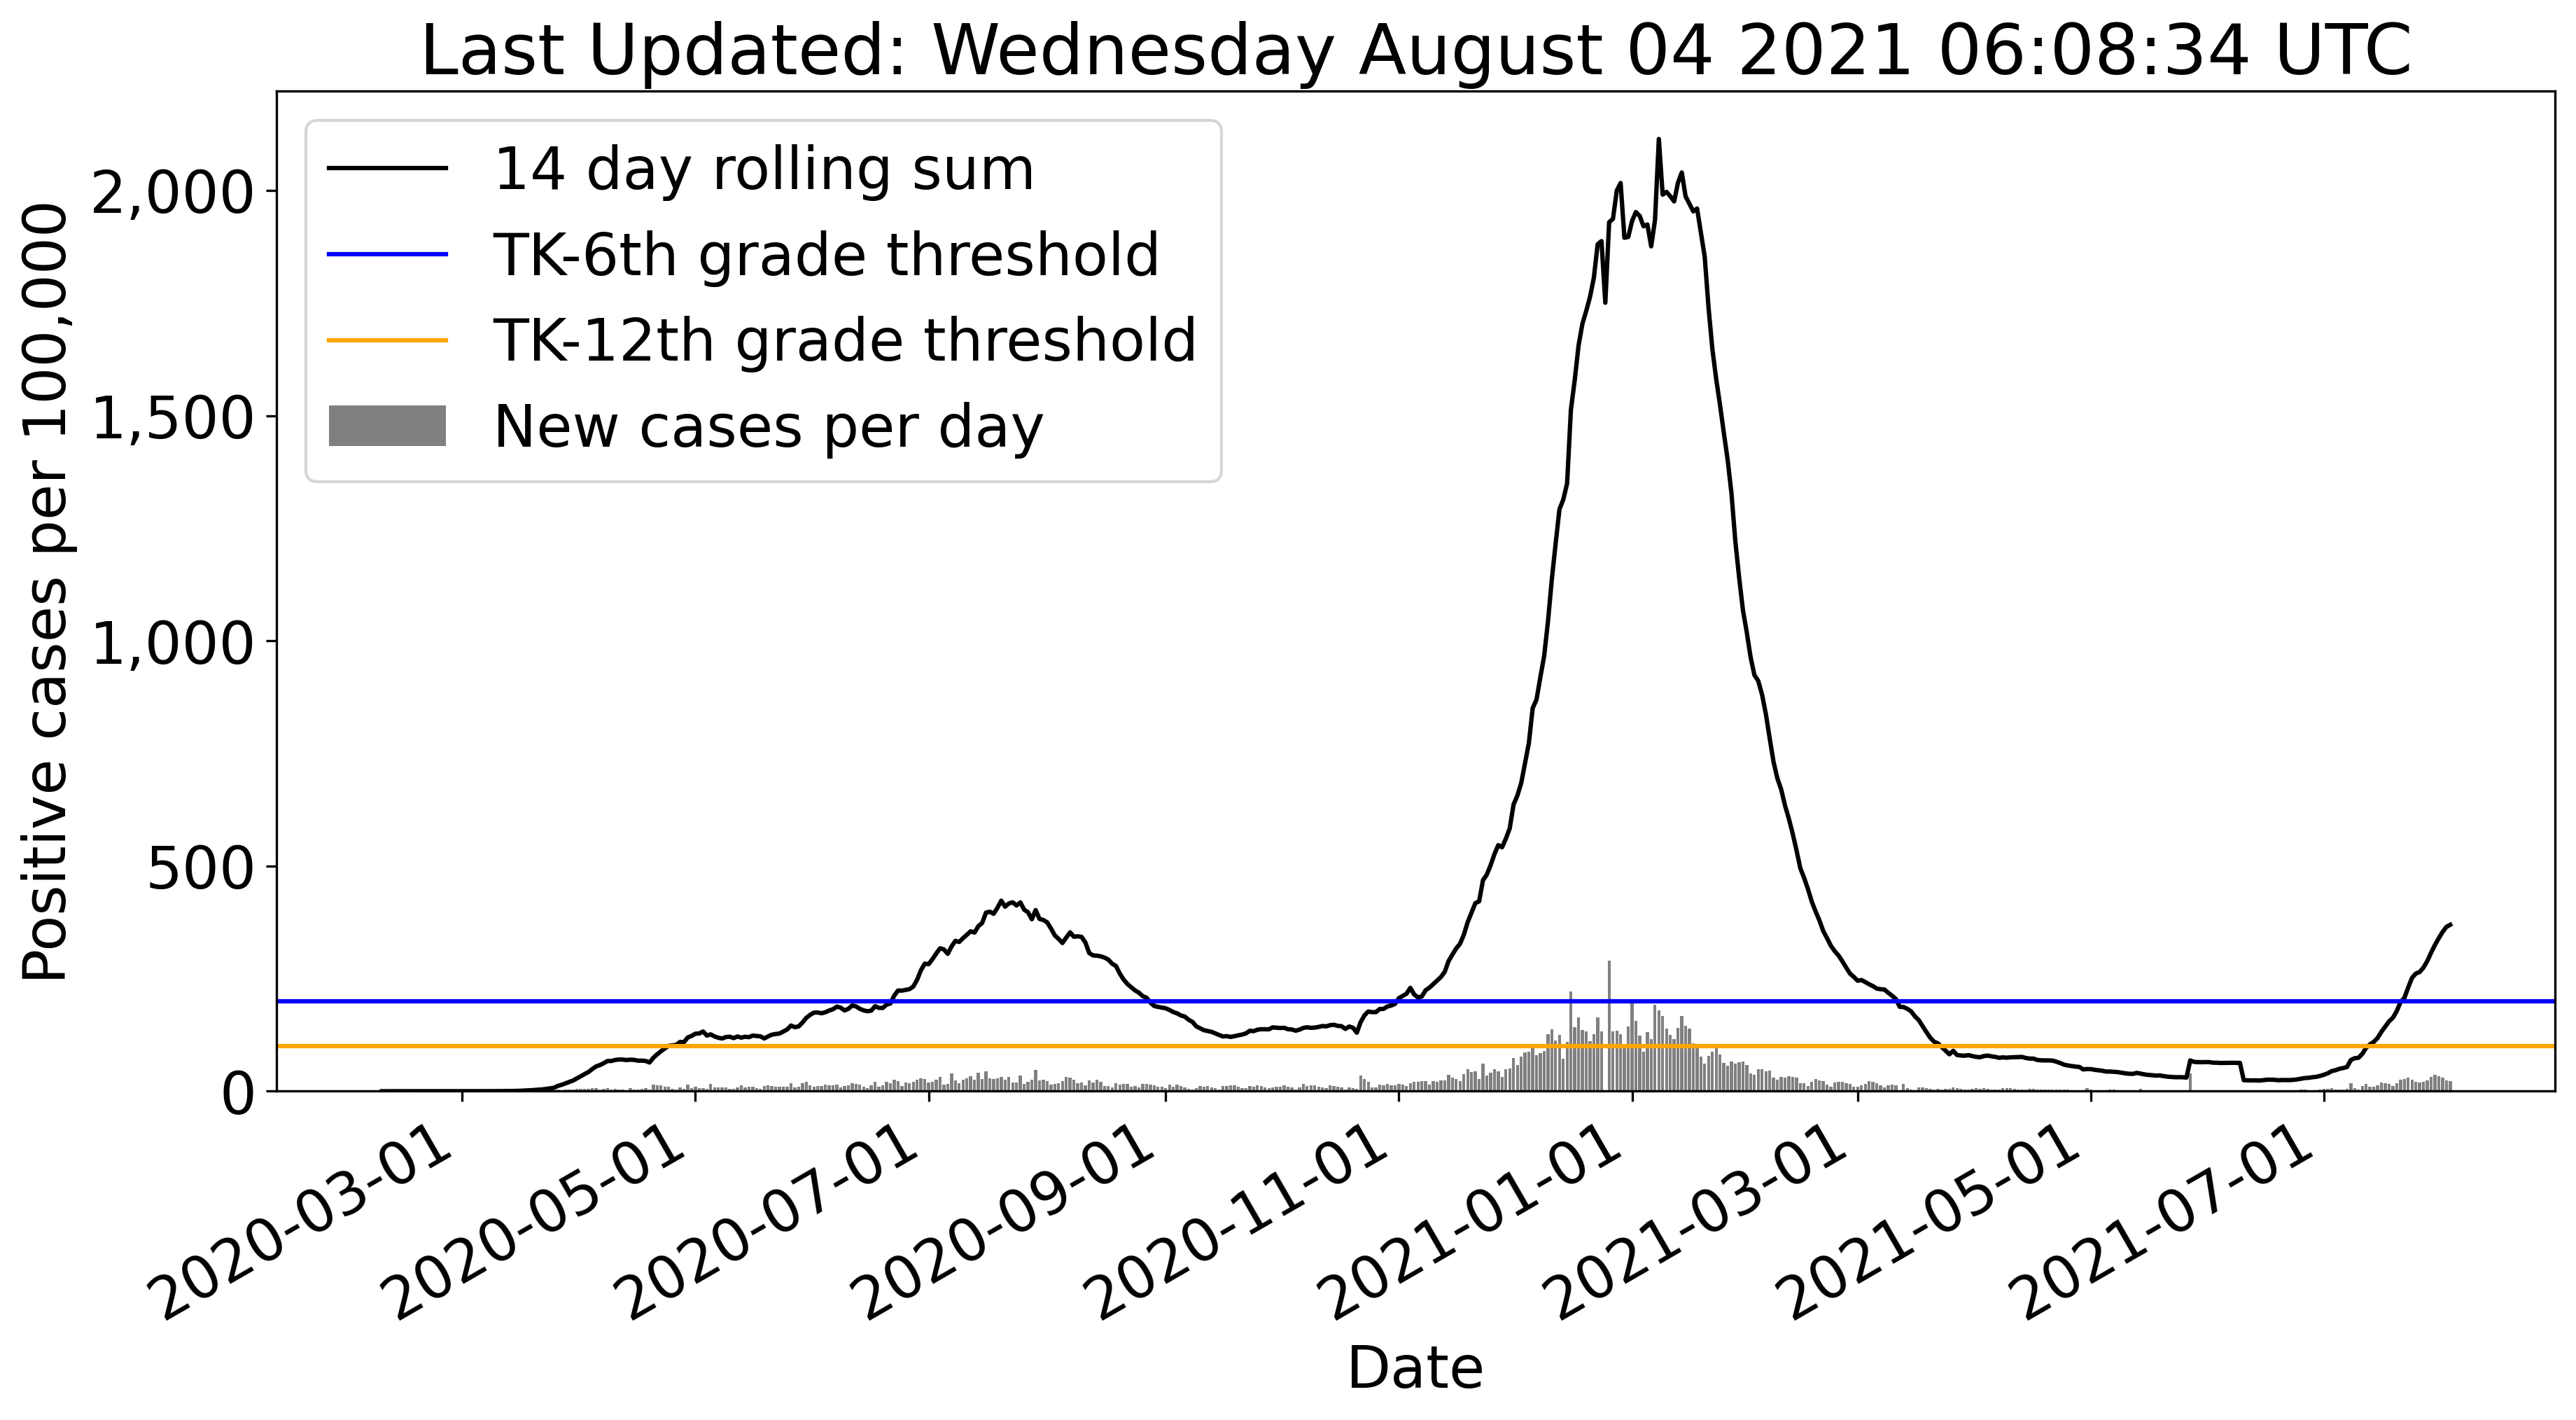 Last Updated: Wednesday August 04 2021 06:08:34 UTC
14 day rolling sum
TK-6th grade threshold
TK-12th grade threshold
New cases per day
Positive cases per 100,000
2,000
1,500
1,000
500
0
2020-03-01
2020-05-01
2020-07-01
2020-09-01
2020-11-01
2021-01-01
2021-03-01
2021-05-01
2021-07-01
Date